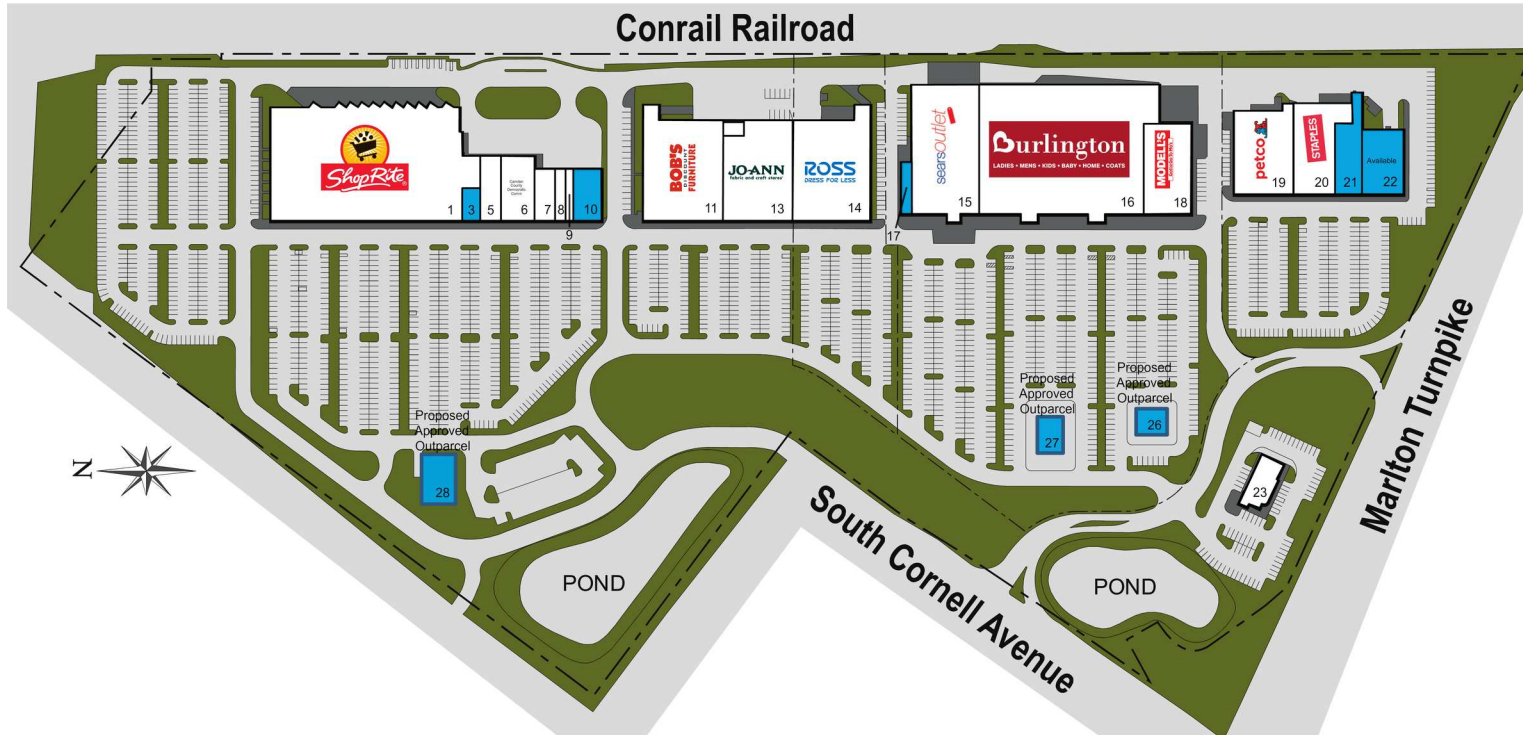 Conrail Railroad
ShopRite
1
3
5
Camden
County
Democratic
Comm
6
7
8
9
10
BOB'S
DISCOUNT
FURNITURE
11
JO-ANN
fabric and craft stores
13
ROSS
DRESS FOR LESS
14
17
searsoutlet
15
Burlington
LADIES • MENS • KIDS • BABY • HOME • COATS
16
MODELL'S
18
petco
19
STAPLES
20
21
Available
22
Marlton Turnpike
Proposed
Approved
Outparcel
28
Proposed
Approved
Outparcel
27
Proposed
Approved
Outparcel
26
23
N
POND
South Cornell Avenue
POND